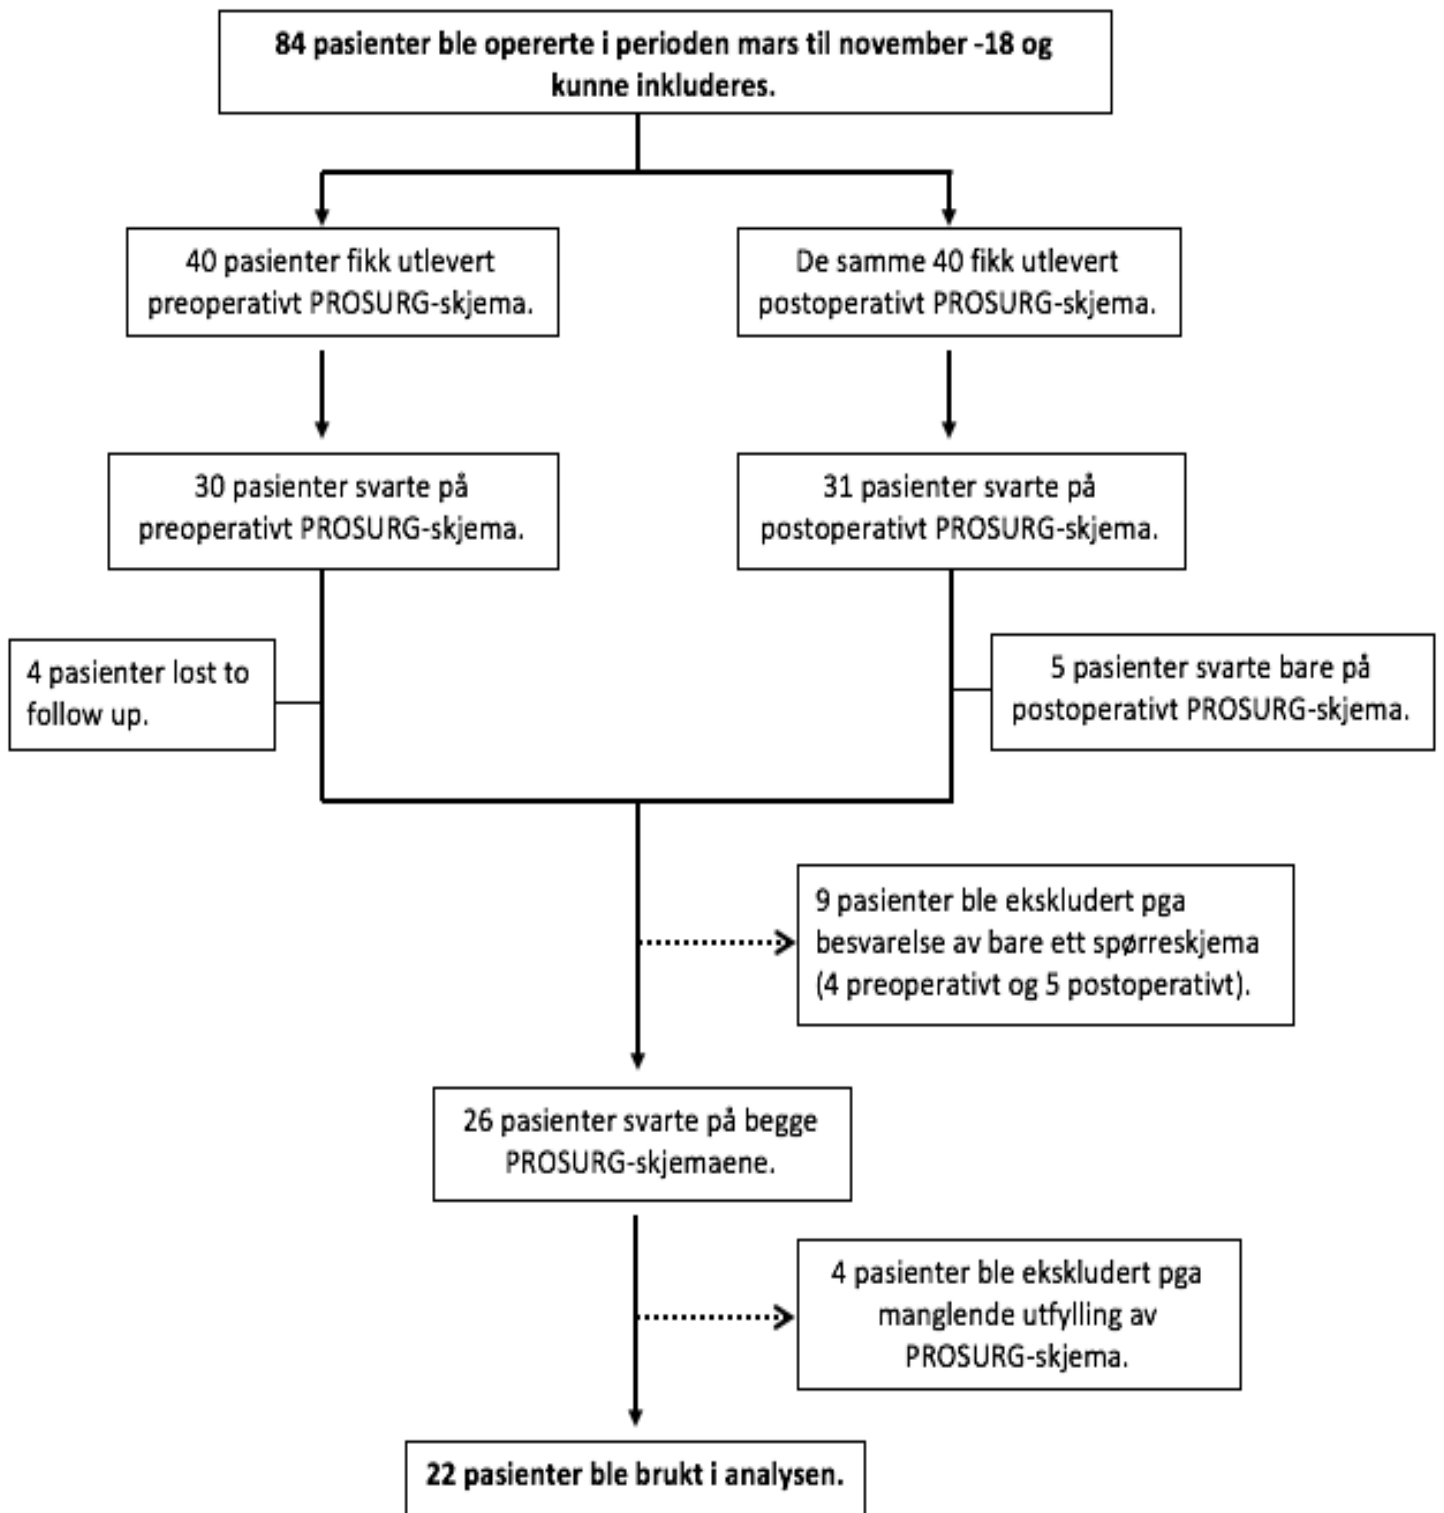 84 pasienter ble opererte i perioden mars til november -18 og
kunne inkluderes.
40 pasienter fikk utlevert
preoperativt PROSURG-skjema.
De samme 40 fikk utlevert
postoperativt PROSURG-skjema.
30 pasienter svarte på
preoperativt PROSURG-skjema.
31 pasienter svarte på
postoperativt PROSURG-skjema.
4 pasienter lost to
follow up.
5 pasienter svarte bare på
postoperativt PROSURG-skjema.
9 pasienter ble ekskludert pga
besvarelse av bare ett spørreskjema
(4 preoperativt og 5 postoperativt).
26 pasienter svarte på begge
PROSURG-skjemaene.
4 pasienter ble ekskludert pga
manglende utfylling av
PROSURG-skjema.
22 pasienter ble brukt i analysen.